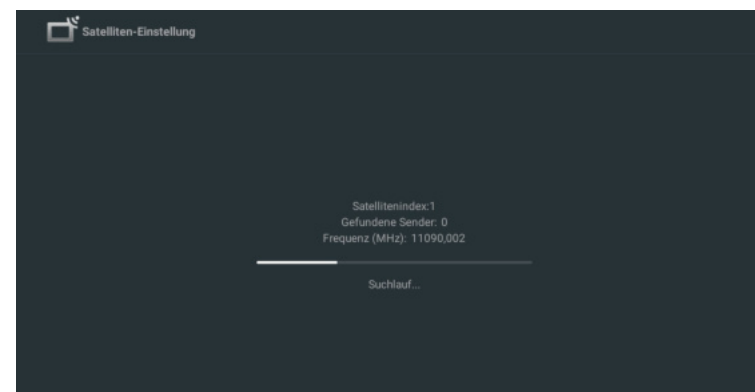 Satelliten-Einstellung
Satellitenindex:1
Gefundene Sender: 0
Frequenz (MHz): 11090,002
Suchlauf...